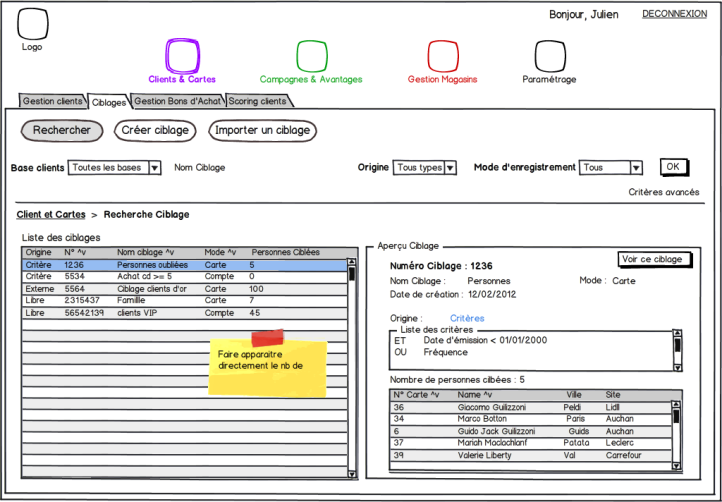 Bonjour, Julien DECONNEXION
Logo
Clients & Cartes Campagnes & Avantages Gestion Magasins Paramétrage
Gestion clients Ciblages Gestion Bons d'Achat Scoring clients
Rechercher Créer ciblage Importer un ciblage
Base clients Toutes les bases Nom Ciblage Origine Tous types Mode d'enregistrement Tous OK
Critères avancés
Client et Cartes > Recherche Ciblage
Liste des ciblages
Origine N° ^v Nom ciblage ^v Mode ^v Personnes Ciblées
Critère 1236 Personnes oubliées Carte 5
Critère 5534 Achat cd >= 5 Compte 0
Externe 5564 Ciblage clients d'or Carte 100
Libre 2315437 Famille Carte 7
Libre 56542139 clients VIP Compte 45
Faire apparaitre
directement le nb de
Aperçu Ciblage
Voir ce ciblage
Numéro Ciblage : 1236
Nom Ciblage : Personnes Mode : Carte
Date de création : 12/02/2012
Origine : Critères
Liste des critères
ET Date d'émission < 01/01/2000
OU Fréquence
Nombre de personnes cibées : 5
N° Carte ^v Name ^v Ville Site
36 Giacomo Guilizzoni Peldi Lidll
34 Marco Botton Paris Auchan
6 Guido Jack Guilizzoni Guids Auchan
37 Mariah Maclachlanf Patata Leclerc
39 Valerie Liberty Val Carrefour